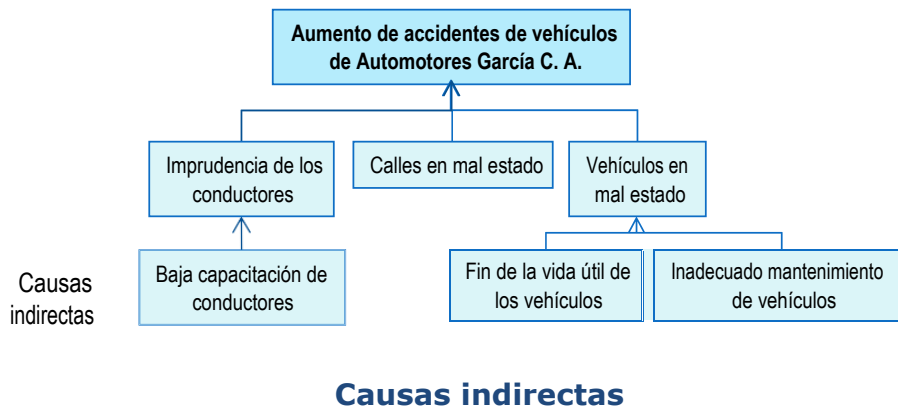 Aumento de accidentes de vehículos
de Automotores García C. A.
Imprudencia de los
conductores
Calles en mal estado
Vehículos en
mal estado
Causas
indirectas
Baja capacitación de
conductores
Fin de la vida útil de
los vehículos
Inadecuado mantenimiento
de vehículos
Causas indirectas